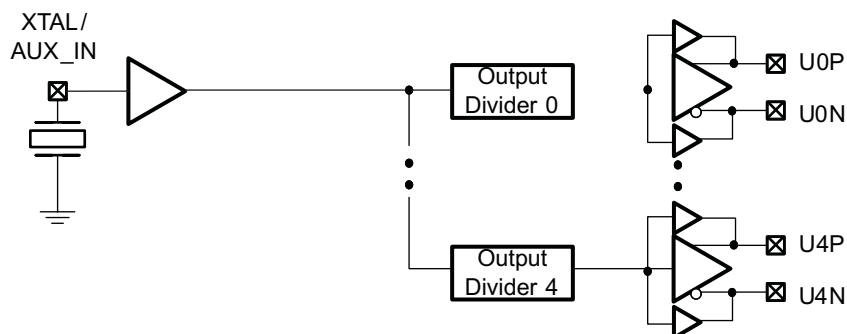 XTAL/
AUX_IN
Output
Divider 0
U0P
U0N
Output
Divider 4
U4P
U4N